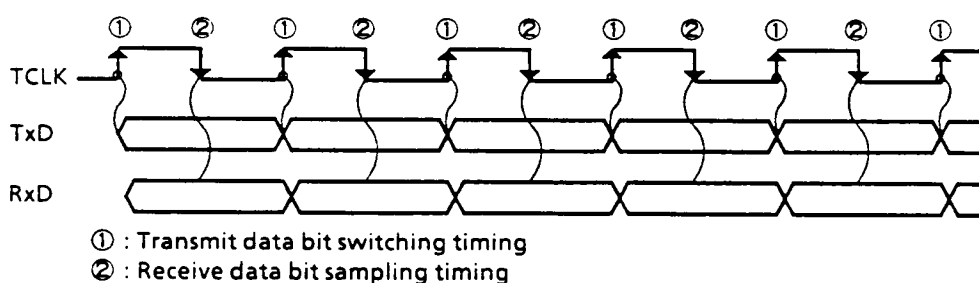 ① ② ① ② ① ② ① ② ① ② ①
TCLK
TxD
RxD
① : Transmit data bit switching timing
② : Receive data bit sampling timing